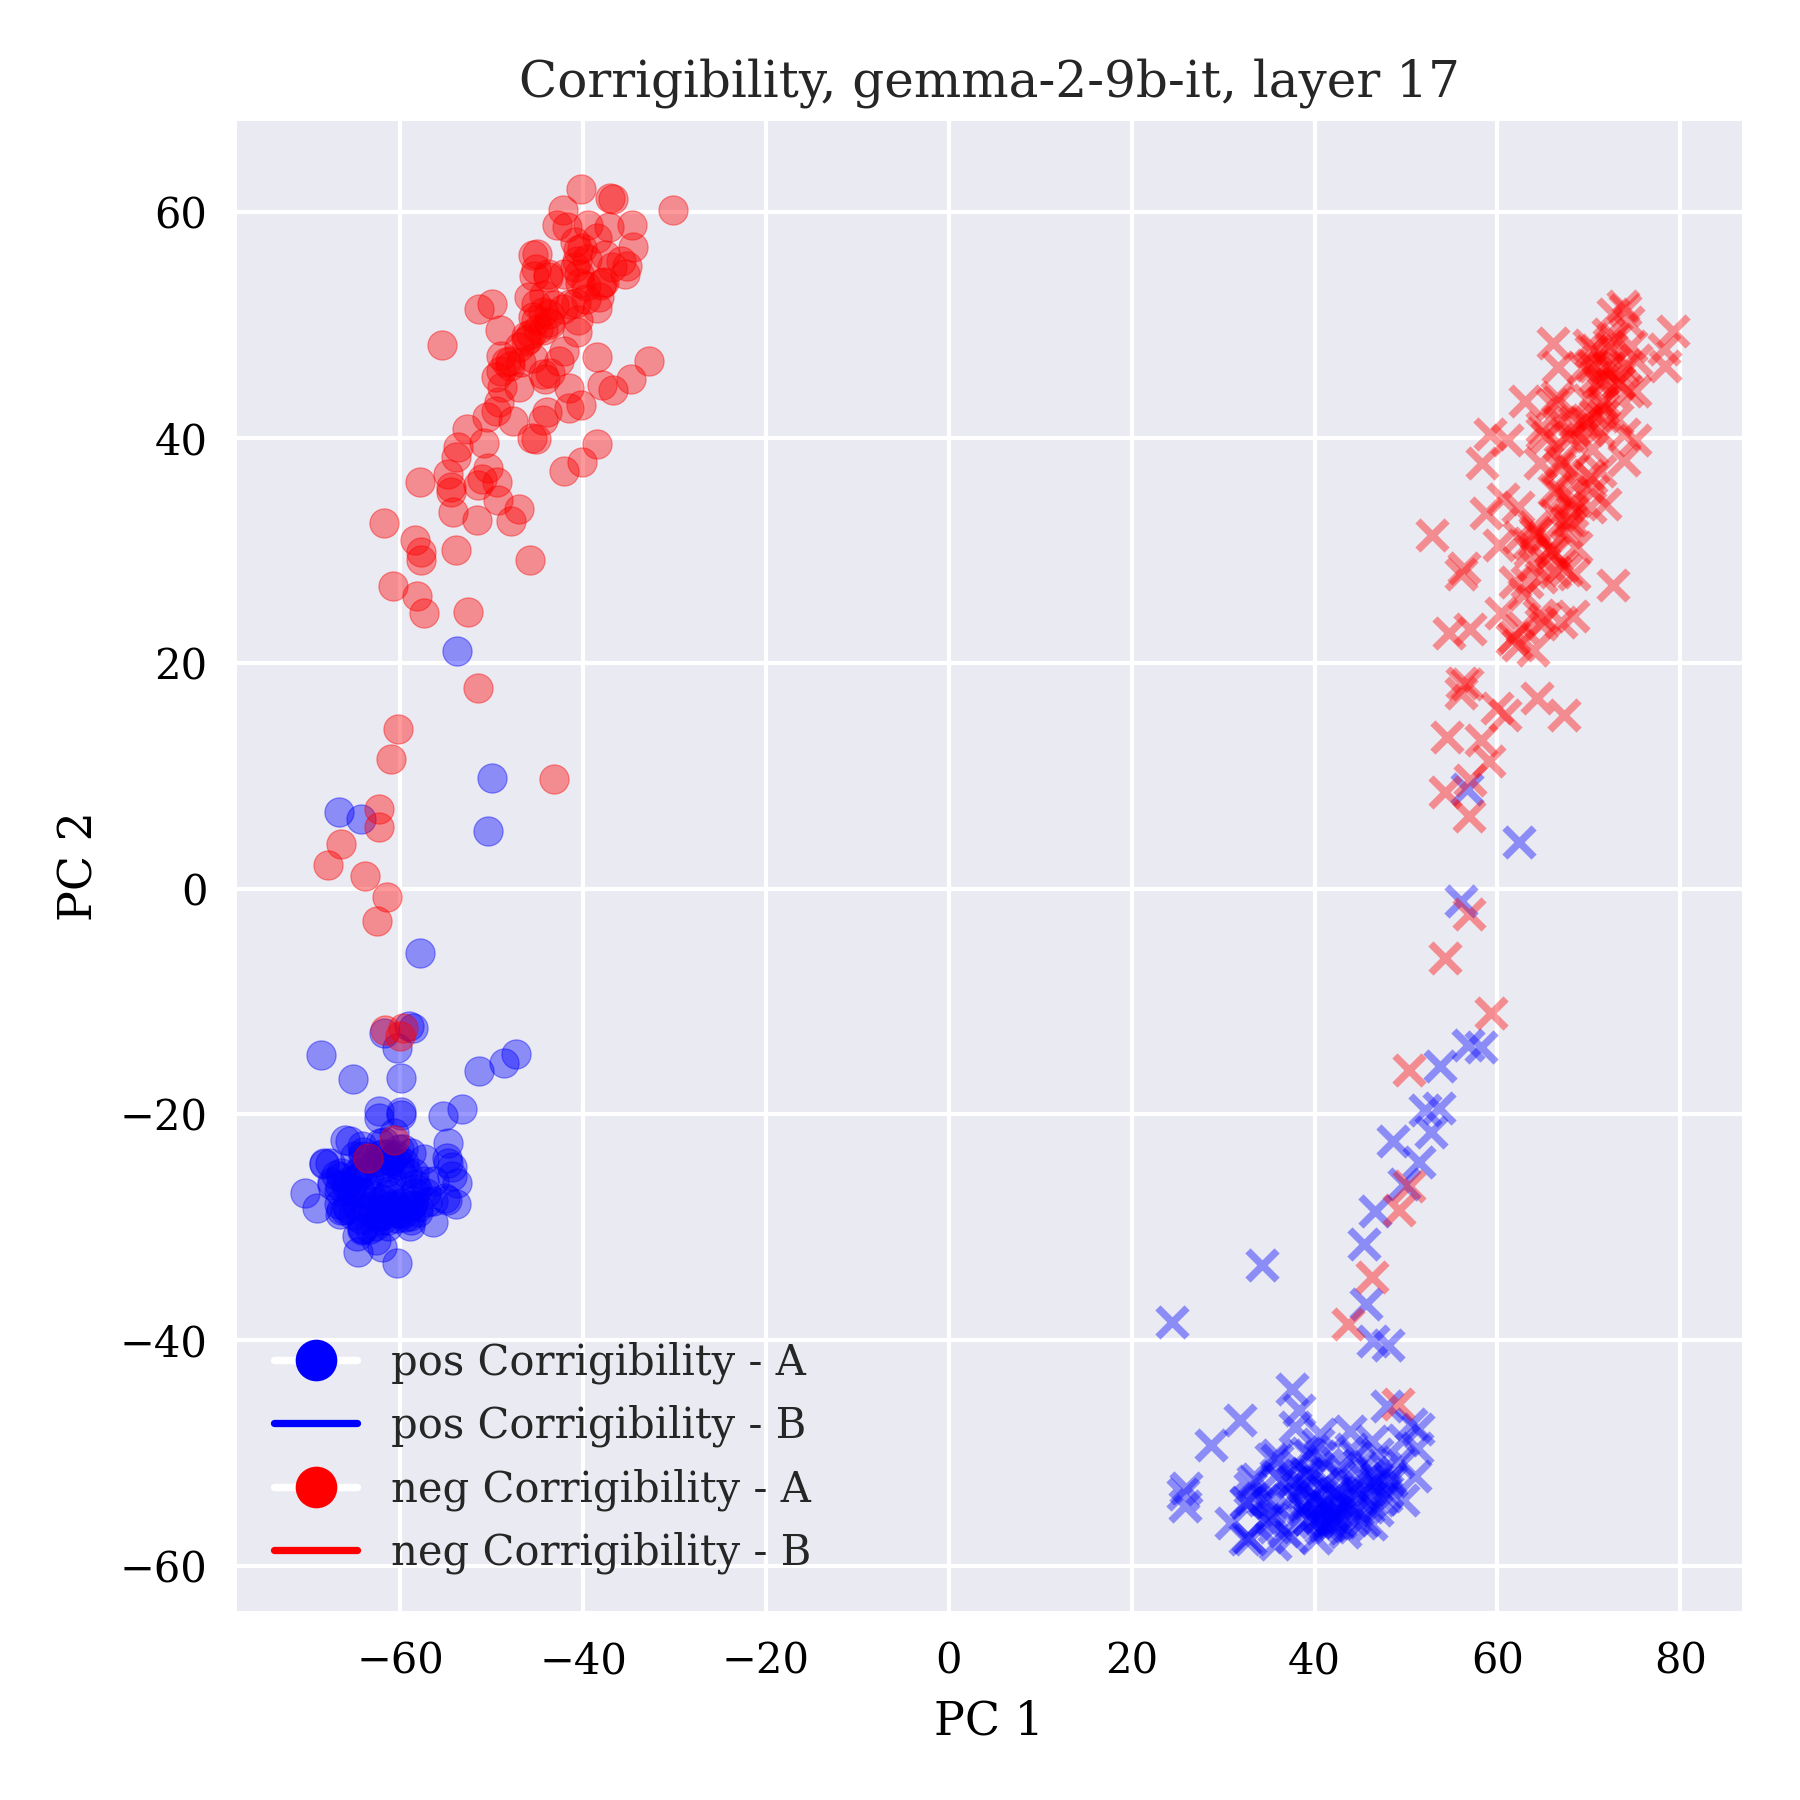 Corrigibility, gemma-2-9b-it, layer 17
60
40
20
0
−20
−40
−60
PC 2
pos Corrigibility - A
pos Corrigibility - B
neg Corrigibility - A
neg Corrigibility - B
−60 −40 −20 0 20 40 60 80
PC 1